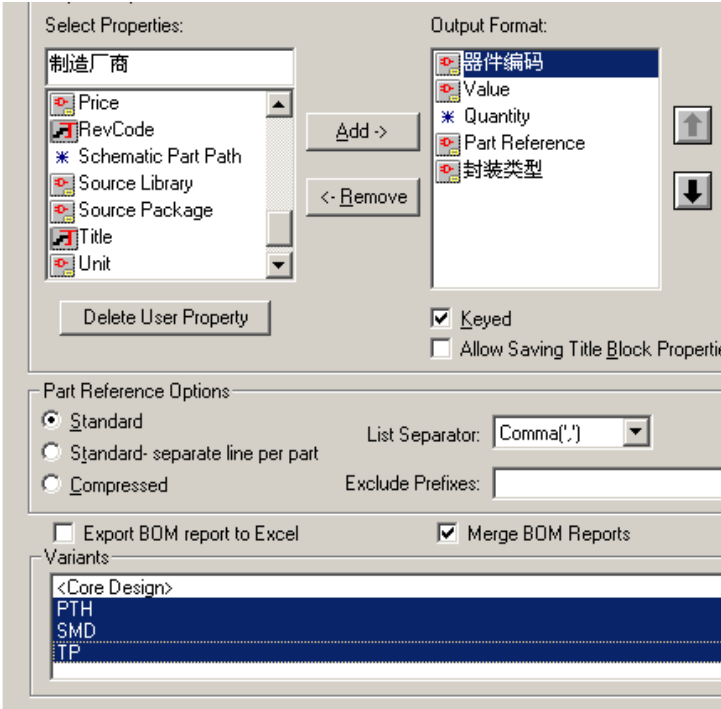 Select Properties:
Output Format:
制造厂商
Price
RevCode
Schematic Part Path
Source Library
Source Package
Title
Unit
Add ->
<- Remove
器件编码
Value
Quantity
Part Reference
封装类型
Delete User Property
Keyed
Allow Saving Title Block Properti
Part Reference Options
Standard
Standard- separate line per part
Compressed
List Separator:
Comma(',')
Exclude Prefixes:
Export BOM report to Excel
Merge BOM Reports
Variants
<Core Design>
PTH
SMD
TP